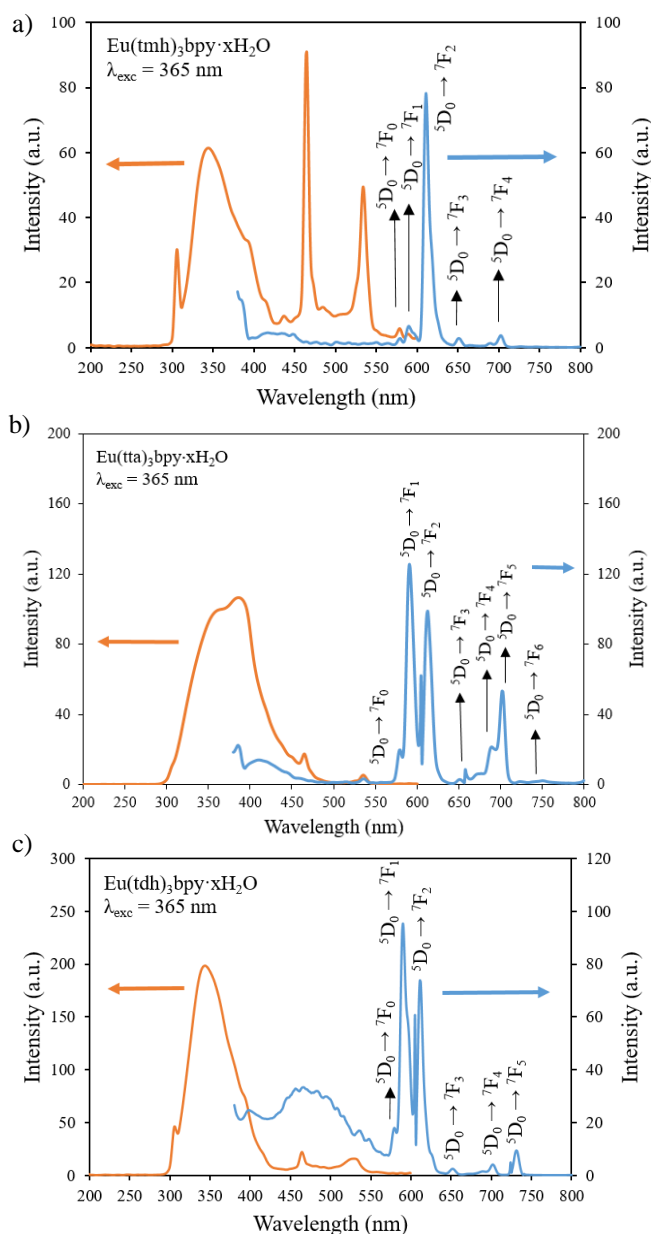 a)
Eu(tmh)₃bpy·xH₂O
λexc = 365 nm
100
80
60
40
20
0
Intensity (a.u.)
⁵D₀ → ⁷F₀
⁵D₀ → ⁷F₁
⁵D₀ → ⁷F₂
⁵D₀ → ⁷F₃
⁵D₀ → ⁷F₄
100
80
60
40
20
0
Intensity (a.u.)
200 250 300 350 400 450 500 550 600 650 700 750 800
Wavelength (nm)
b)
Eu(tta)₃bpy·xH₂O
λexc = 365 nm
200
160
120
80
40
0
Intensity (a.u.)
⁵D₀ → ⁷F₀
⁵D₀ → ⁷F₁
⁵D₀ → ⁷F₂
⁵D₀ → ⁷F₃
⁵D₀ → ⁷F₄
⁵D₀ → ⁷F₅
⁵D₀ → ⁷F₆
200
160
120
80
40
0
Intensity (a.u.)
200 250 300 350 400 450 500 550 600 650 700 750 800
Wavelength (nm)
c)
Eu(tdh)₃bpy·xH₂O
λexc = 365 nm
300
250
200
150
100
50
0
Intensity (a.u.)
⁵D₀ → ⁷F₀
⁵D₀ → ⁷F₁
⁵D₀ → ⁷F₂
⁵D₀ → ⁷F₃
⁵D₀ → ⁷F₄
⁵D₀ → ⁷F₅
120
100
80
60
40
20
0
Intensity (a.u.)
200 250 300 350 400 450 500 550 600 650 700 750 800
Wavelength (nm)